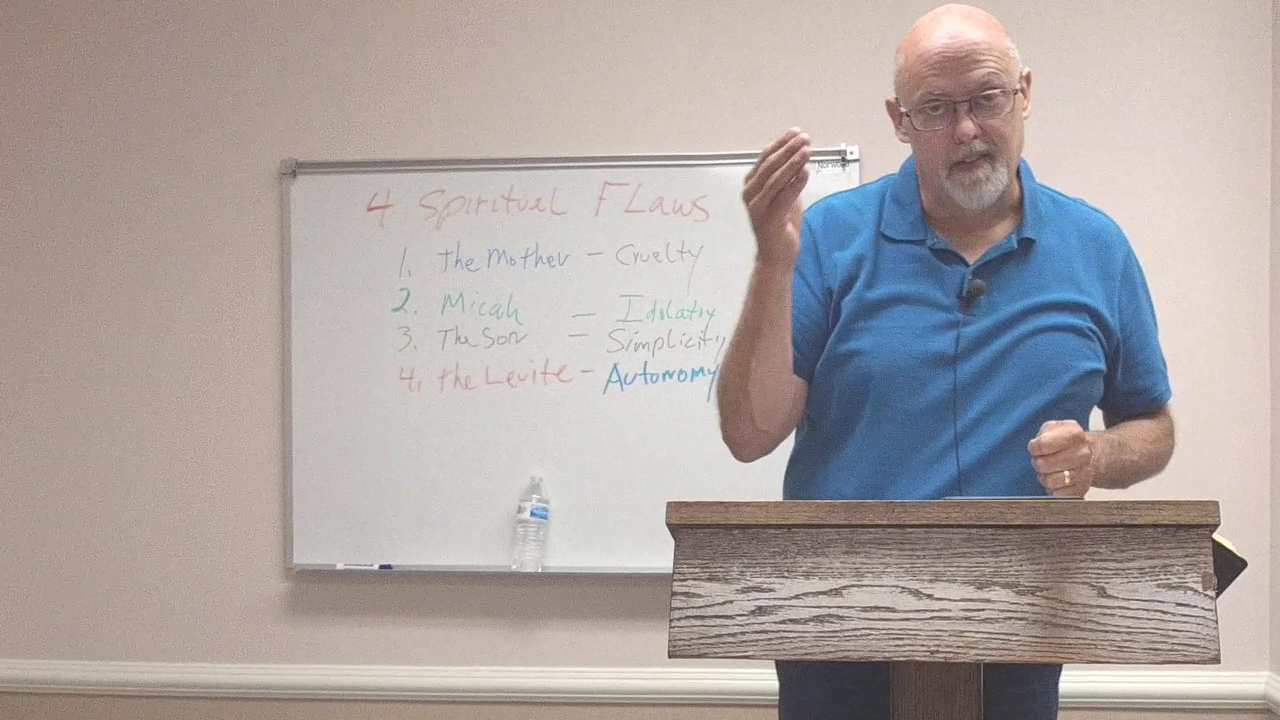 4 Spiritual FLaws
1. the Mother - Cruelty
2. Micah - Idolatry
3. The Son - Simplicity
4. the Levite - Autonomy